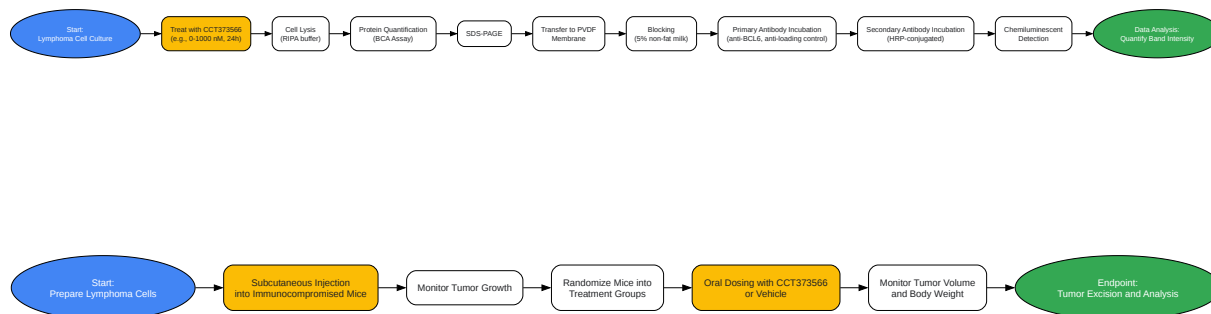 Start:
Lymphoma Cell Culture
Treat with CCT373566
(e.g., 0-1000 nM, 24h)
Cell Lysis
(RIPA buffer)
Protein Quantification
(BCA Assay)
SDS-PAGE
Transfer to PVDF
Membrane
Blocking
(5% non-fat milk)
Primary Antibody Incubation
(anti-BCL6, anti-loading control)
Secondary Antibody Incubation
(HRP-conjugated)
Chemiluminescent
Detection
Data Analysis:
Quantify Band Intensity
Start:
Prepare Lymphoma Cells
Subcutaneous Injection
into Immunocompromised Mice
Monitor Tumor Growth
Randomize Mice into
Treatment Groups
Oral Dosing with CCT373566
or Vehicle
Monitor Tumor Volume
and Body Weight
Endpoint:
Tumor Excision and Analysis